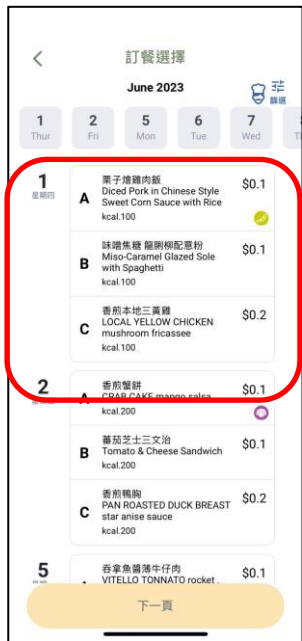 訂餐選擇
June 2023
篩選
1 2 5 6 7
Thur Fri Mon Tue Wed
1
星期四
A
栗子燴雞肉飯
Diced Pork in Chinese Style
Sweet Corn Sauce with Rice
kcal.100
$0.1
B
味噌焦糖 龍脷柳配意粉
Miso-Caramel Glazed Sole
with Spaghetti
kcal.100
$0.1
C
香煎本地三黃雞
LOCAL YELLOW CHICKEN
mushroom fricassee
kcal.100
$0.2
2
A
香煎蟹餅
CRAB CAKE mango salsa
kcal.200
$0.1
B
蕃茄芝士三文治
Tomato & Cheese Sandwich
kcal.200
$0.1
C
香煎鴨胸
PAN ROASTED DUCK BREAST
star anise sauce
kcal.200
$0.2
5
吞拿魚醬薄牛仔肉
VITELLO TONNATO rocket .
$0.1
下一頁